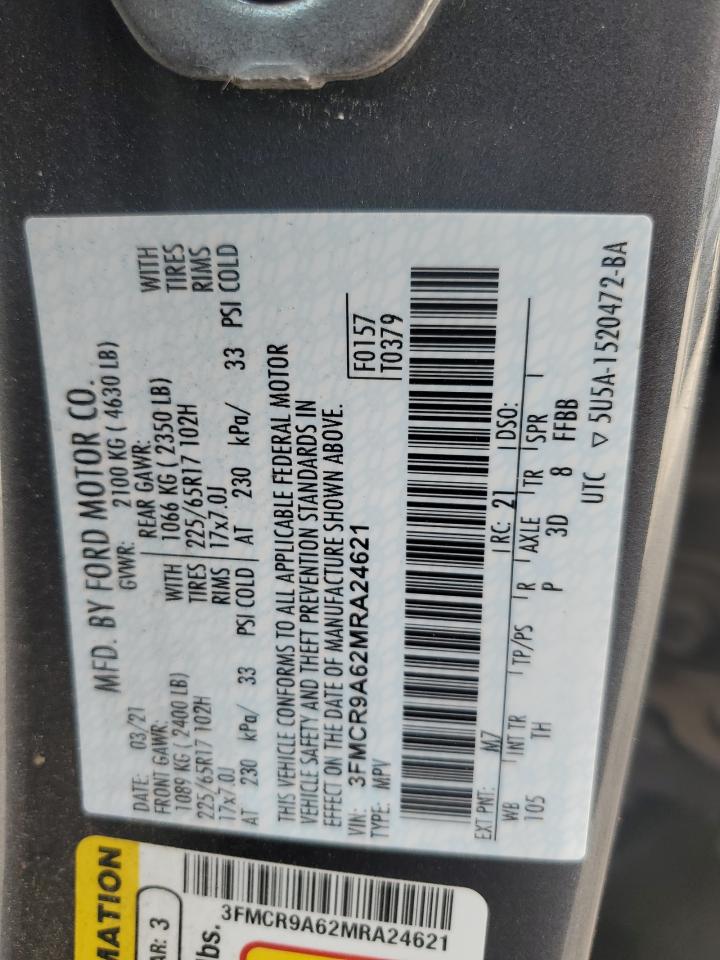 MFD. BY FORD MOTOR CO.
DATE: 03/21 GVWR: 2100 KG ( 4630 LB)
FRONT GAWR: REAR GAWR:
1089 KG ( 2400 LB) WITH 1066 KG ( 2350 LB) WITH
225/65R17 102H TIRES 225/65R17 102H TIRES
17x7.0J RIMS 17x7.0J RIMS
AT 230 kPa/ 33 PSI COLD AT 230 kPa/ 33 PSI COLD
THIS VEHICLE CONFORMS TO ALL APPLICABLE FEDERAL MOTOR
VEHICLE SAFETY AND THEFT PREVENTION STANDARDS IN
EFFECT ON THE DATE OF MANUFACTURE SHOWN ABOVE.
VIN: 3FMCR9A62MRA24621 F0157
TYPE: MPV T0379
EXT PNT: M7 RC: 21 DSO:
WB INT TR TP/PS R AXLE TR SPR
105 TH P 3D 8 FFBB
UTC ▽ 5U5A-1520472-BA
MATION
AR: 3
lbs.
3FMCR9A62MRA24621